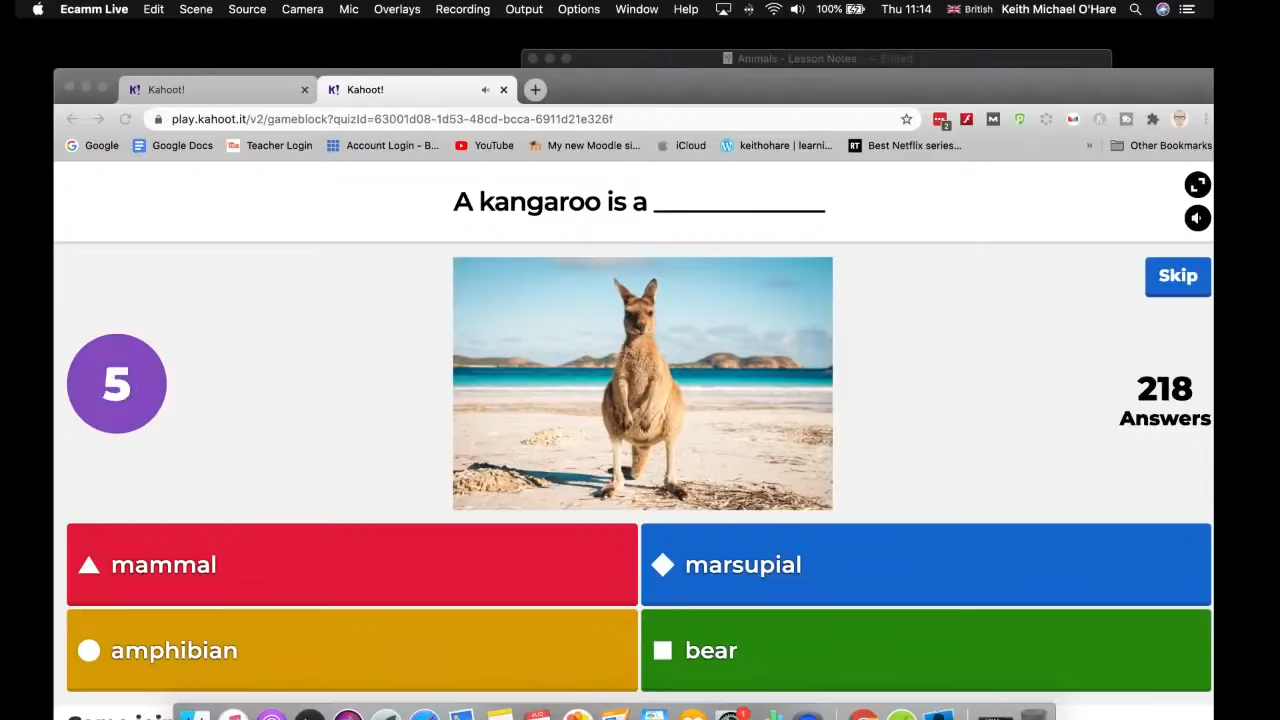 Ecamm Live Edit Scene Source Camera Mic Overlays Recording Output Options Window Help 100% Thu 11:14 British Keith Michael O'Hare
Animals - Lesson Notes — Edited
K! Kahoot! K! Kahoot!
play.kahoot.it/v2/gameblock?quizId=63001d08-1d53-48cd-bcca-6911d21e326f
2
Google Google Docs Teacher Login Account Login - B... YouTube My new Moodle si... iCloud keithohare | learni... RT Best Netflix series... » Other Bookmarks
A kangaroo is a ______________
Skip
5
218
Answers
mammal
marsupial
amphibian
bear